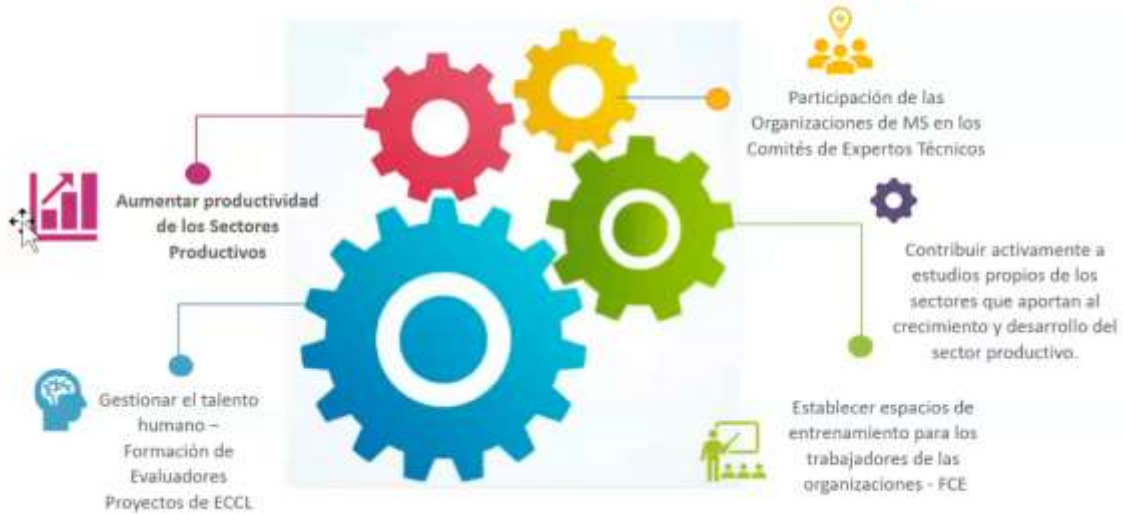 Participación de las
Organizaciones de MS en los
Comités de Expertos Técnicos
Aumentar productividad
de los Sectores
Productivos
Contribuir activamente a
estudios propios de los
sectores que aportan al
crecimiento y desarrollo del
sector productivo.
Gestionar el talento
humano –
Formación de
Evaluadores
Proyectos de ECCL
Establecer espacios de
entrenamiento para los
trabajadores de las
organizaciones - FCE